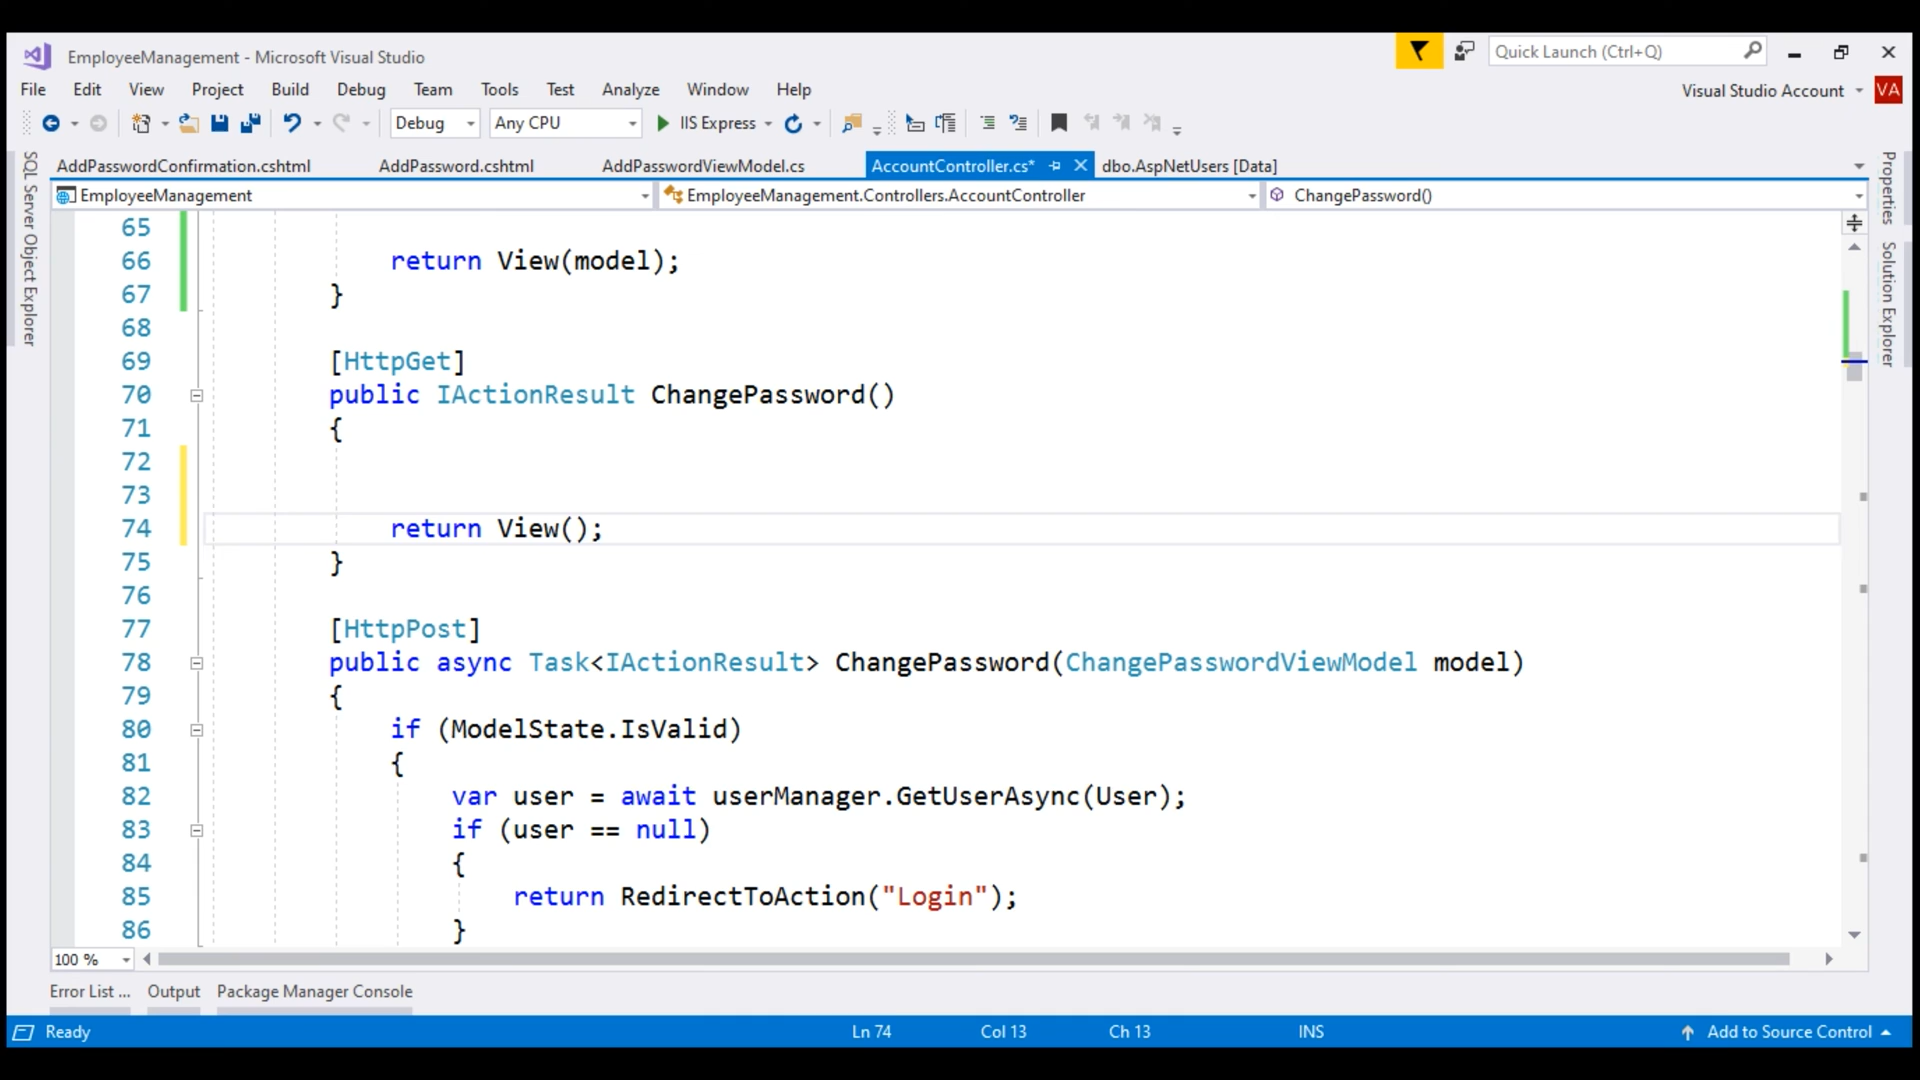 EmployeeManagement - Microsoft Visual Studio
Quick Launch (Ctrl+Q)
File Edit View Project Build Debug Team Tools Test Analyze Window Help
Visual Studio Account VA
Debug Any CPU IIS Express
AddPasswordConfirmation.cshtml AddPassword.cshtml AddPasswordViewModel.cs AccountController.cs* dbo.AspNetUsers [Data]
EmployeeManagement EmployeeManagement.Controllers.AccountController ChangePassword()
SQL Server Object Explorer
Properties
Solution Explorer
65
66 return View(model);
67 }
68
69 [HttpGet]
70 public IActionResult ChangePassword()
71 {
72
73
74 return View();
75 }
76
77 [HttpPost]
78 public async Task<IActionResult> ChangePassword(ChangePasswordViewModel model)
79 {
80 if (ModelState.IsValid)
81 {
82 var user = await userManager.GetUserAsync(User);
83 if (user == null)
84 {
85 return RedirectToAction("Login");
86 }
100 %
Error List ... Output Package Manager Console
Ready Ln 74 Col 13 Ch 13 INS Add to Source Control